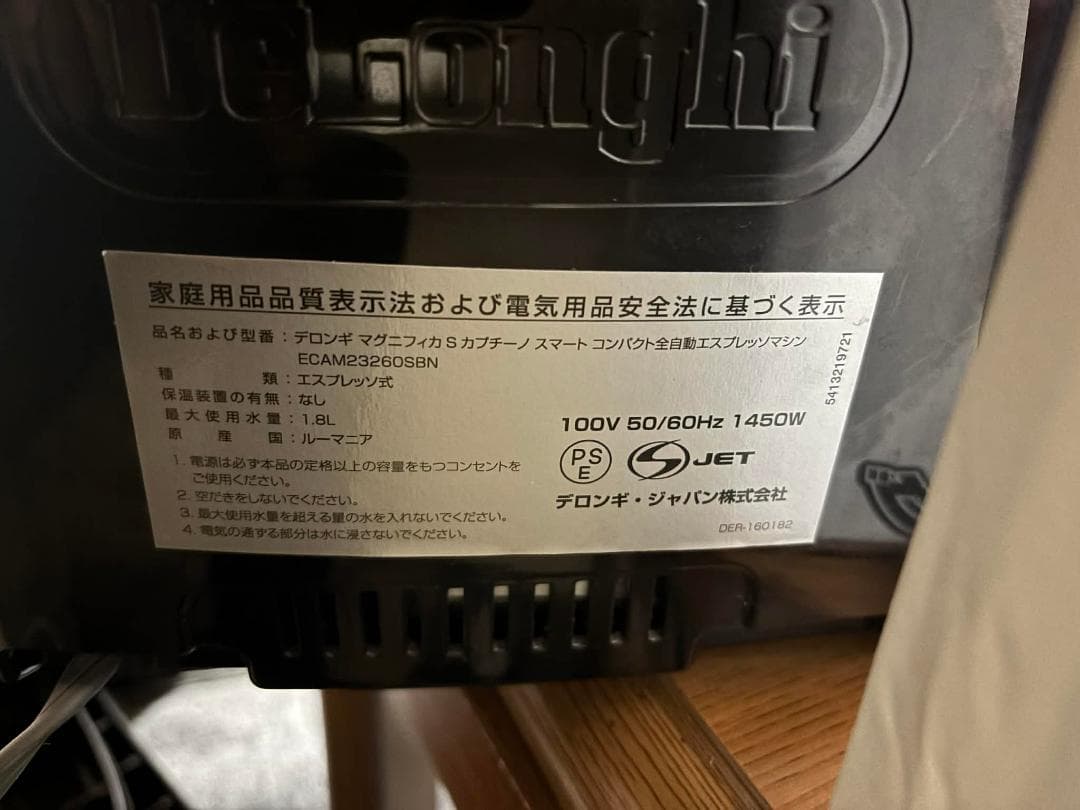 DeLonghi
家庭用品品質表示法および電気用品安全法に基づく表示
品名および型番：デロンギ マグニフィカ S カプチーノ スマート コンパクト全自動エスプレッソマシン
ECAM23260SBN
種類：エスプレッソ式
保温装置の有無：なし
最大使用水量：1.8L
原産国：ルーマニア
1. 電源は必ず本品の定格以上の容量をもつコンセントを
ご使用ください。
2. 空だきをしないでください。
3. 最大使用水量を超える量の水を入れないでください。
4. 電気の通ずる部分は水に浸さないでください。
100V 50/60Hz 1450W
PS
E
JET
デロンギ・ジャパン株式会社
DER-160182
5413219721